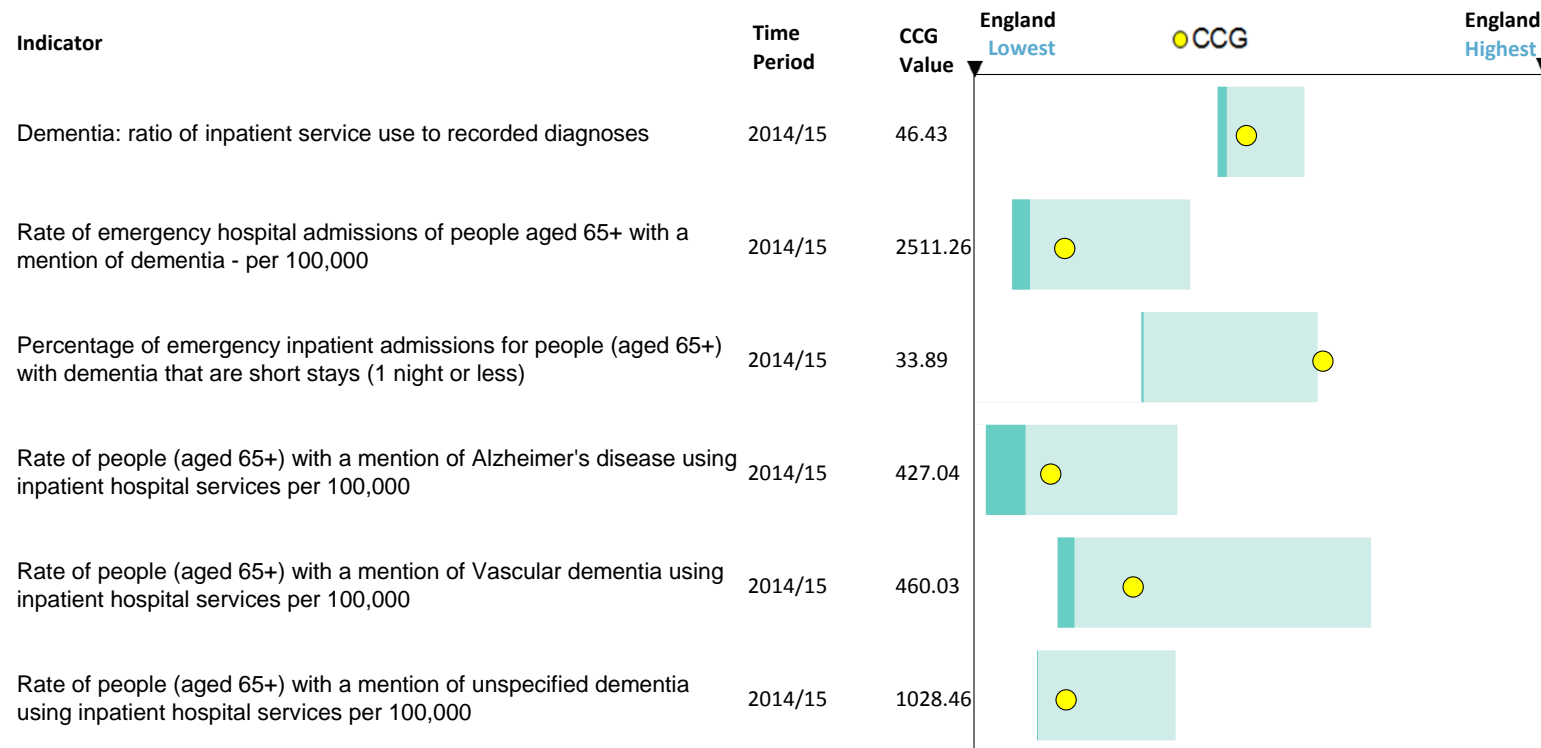 Indicator
Time
Period
CCG
Value
England
Lowest
CCG
England
Highest
Dementia: ratio of inpatient service use to recorded diagnoses
2014/15
46.43
Rate of emergency hospital admissions of people aged 65+ with a
mention of dementia - per 100,000
2014/15
2511.26
Percentage of emergency inpatient admissions for people (aged 65+)
with dementia that are short stays (1 night or less)
2014/15
33.89
Rate of people (aged 65+) with a mention of Alzheimer's disease using
inpatient hospital services per 100,000
2014/15
427.04
Rate of people (aged 65+) with a mention of Vascular dementia using
inpatient hospital services per 100,000
2014/15
460.03
Rate of people (aged 65+) with a mention of unspecified dementia
using inpatient hospital services per 100,000
2014/15
1028.46